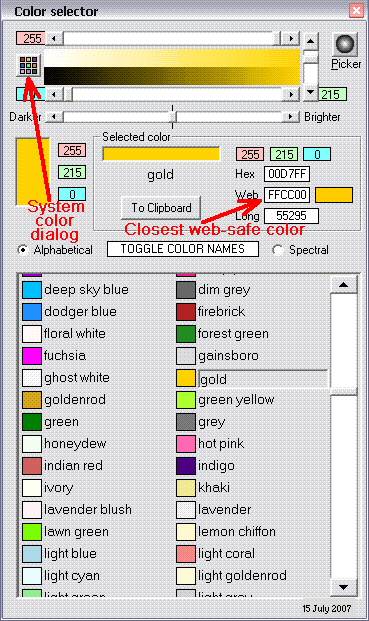 Color selector
255
Picker
0 215
Darker Brighter
Selected color
255 255 215 0
215 gold Hex 00D7FF
0 Web FFCC00
System color dialog
To Clipboard Long 55295
Closest web-safe color
Alphabetical TOGGLE COLOR NAMES Spectral
deep sky blue dim grey
dodger blue firebrick
floral white forest green
fuchsia gainsboro
ghost white gold
goldenrod green yellow
green grey
honeydew hot pink
indian red indigo
ivory khaki
lavender blush lavender
lawn green lemon chiffon
light blue light coral
light cyan light goldenrod
light green light grey
15 July 2007